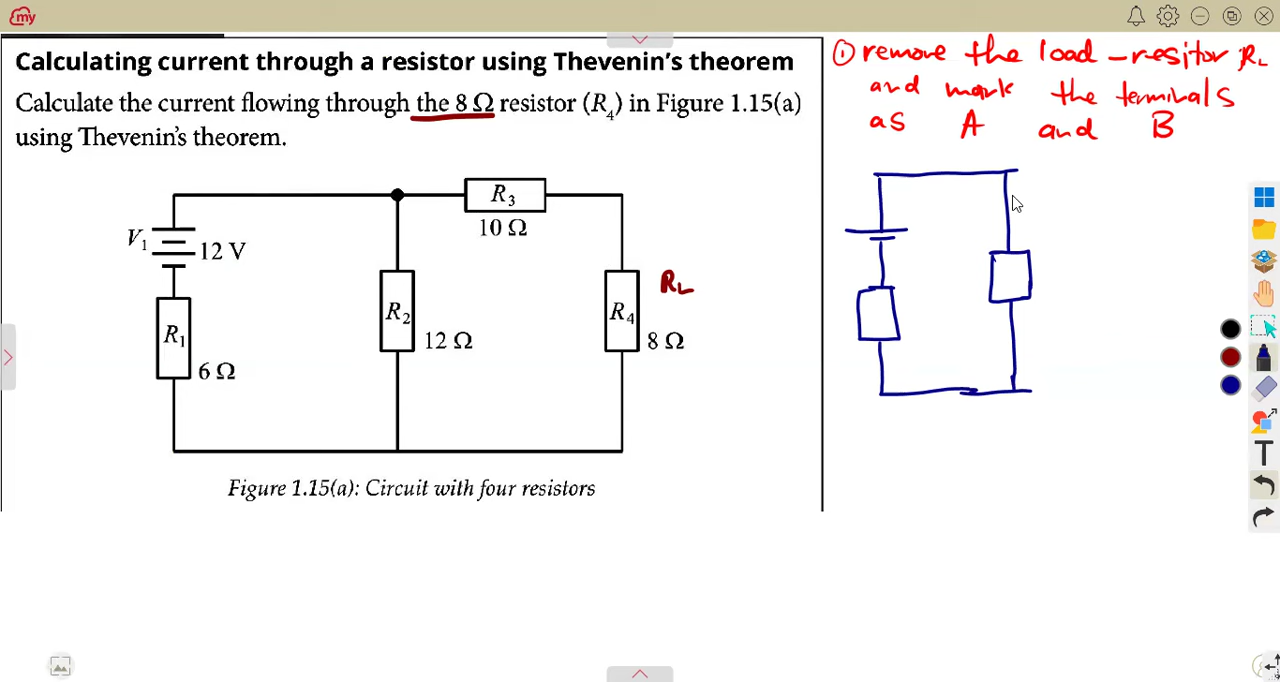 my
Calculating current through a resistor using Thevenin's theorem
Calculate the current flowing through the 8 Ω resistor (R4) in Figure 1.15(a)
using Thevenin's theorem.
① remove the load-resitor RL
and mark the terminals
as A and B
R3
10 Ω
V1
12 V
R1
6 Ω
R2
12 Ω
RL
R4
8 Ω
Figure 1.15(a): Circuit with four resistors
T